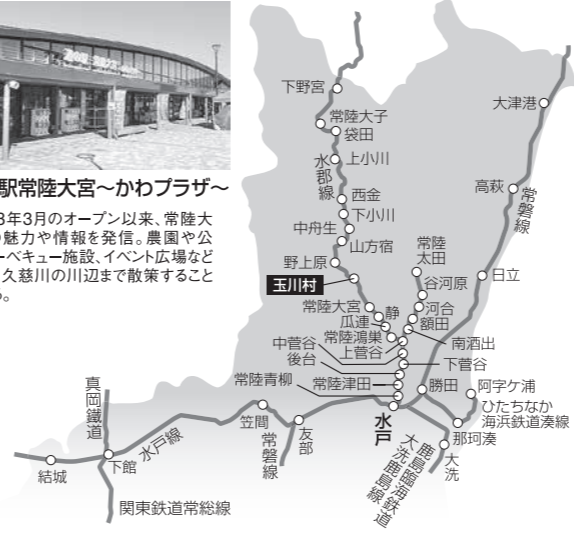 駅常陸大宮～かわプラザ～
3年3月のオープン以来、常陸大
魅力や情報を発信。農園や公
ーベキュー施設、イベント広場など
久慈川の川辺まで散策すること
る。
下野宮
常陸大子
袋田
上小川
水郡線
西金
下小川
中舟生
山方宿
野上原
玉川村
常陸大宮
静
瓜連
常陸鴻巣
中菅谷
上菅谷
後台
常陸青柳
常陸津田
常陸太田
谷河原
河合
額田
南酒出
下菅谷
大津港
高萩
常磐線
日立
勝田
阿字ケ浦
ひたちなか
海浜鉄道湊線
那珂湊
水戸
大洗
鹿島臨海鉄道
大洗鹿島線
真岡鐵道
水戸線
笠間
常磐線
友部
結城
下館
関東鉄道常総線